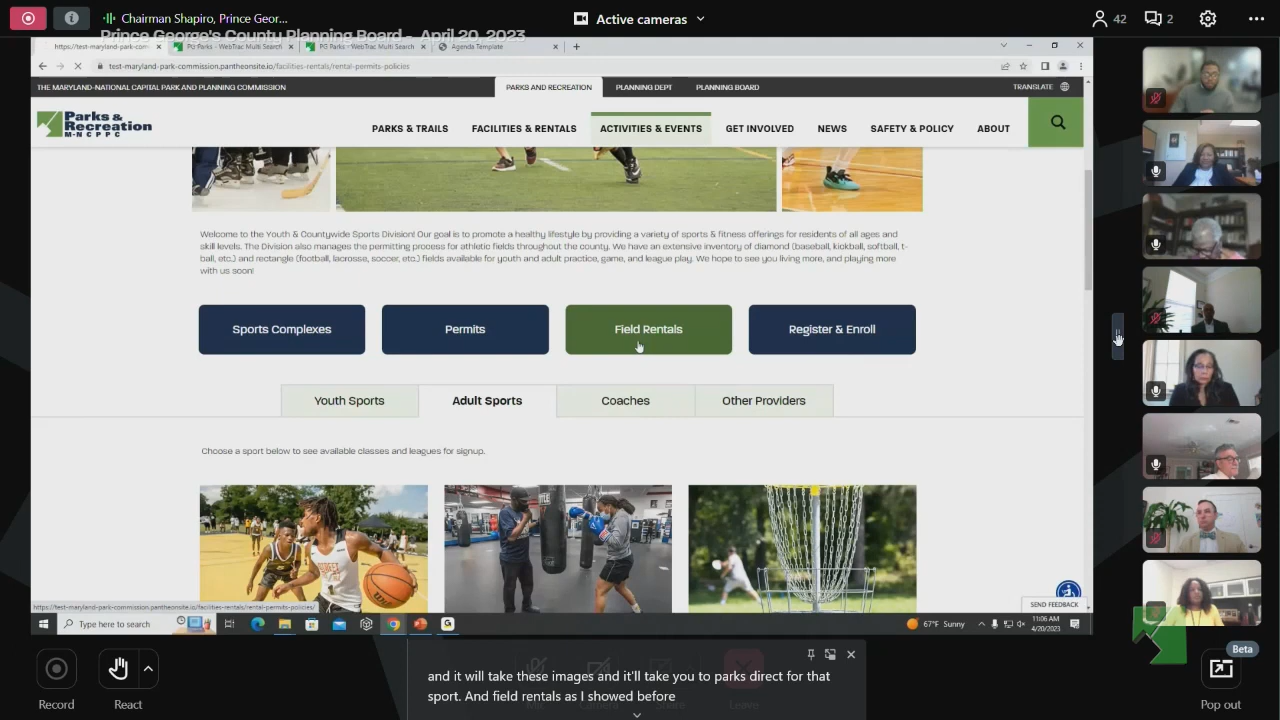 Chairman Shapiro, Prince Geor...
Active cameras
42
2
Prince George's County Planning Board - April 20, 2023
https://test-maryland-park-com
PG Parks - WebTrac Multi Search
PG Parks - WebTrac Multi Search
Agenda Template
test-maryland-park-commission.pantheonsite.io/facilities-rentals/rental-permits-policies
THE MARYLAND-NATIONAL CAPITAL PARK AND PLANNING COMMISSION
PARKS AND RECREATION
PLANNING DEPT
PLANNING BOARD
TRANSLATE
Parks &
Recreation
M-NCPPC
PARKS & TRAILS
FACILITIES & RENTALS
ACTIVITIES & EVENTS
GET INVOLVED
NEWS
SAFETY & POLICY
ABOUT
Welcome to the Youth & Countywide Sports Division! Our goal is to promote a healthy lifestyle by providing a variety of sports & fitness offerings for residents of all ages and
skill levels. The Division also manages the permitting process for athletic fields throughout the county. We have an extensive inventory of diamond (baseball, kickball, softball, t-
ball, etc.) and rectangle (football, lacrosse, soccer, etc.) fields available for youth and adult practice, game, and league play. We hope to see you living more, and playing more
with us soon!
Sports Complexes
Permits
Field Rentals
Register & Enroll
Youth Sports
Adult Sports
Coaches
Other Providers
Choose a sport below to see available classes and leagues for signup.
https://test-maryland-park-commission.pantheonsite.io/facilities-rentals/rental-permits-policies/
SEND FEEDBACK
Type here to search
67°F Sunny
11:06 AM
4/20/2023
and it will take these images and it'll take you to parks direct for that
sport. And field rentals as I showed before
Record
React
Leave
Beta
Pop out